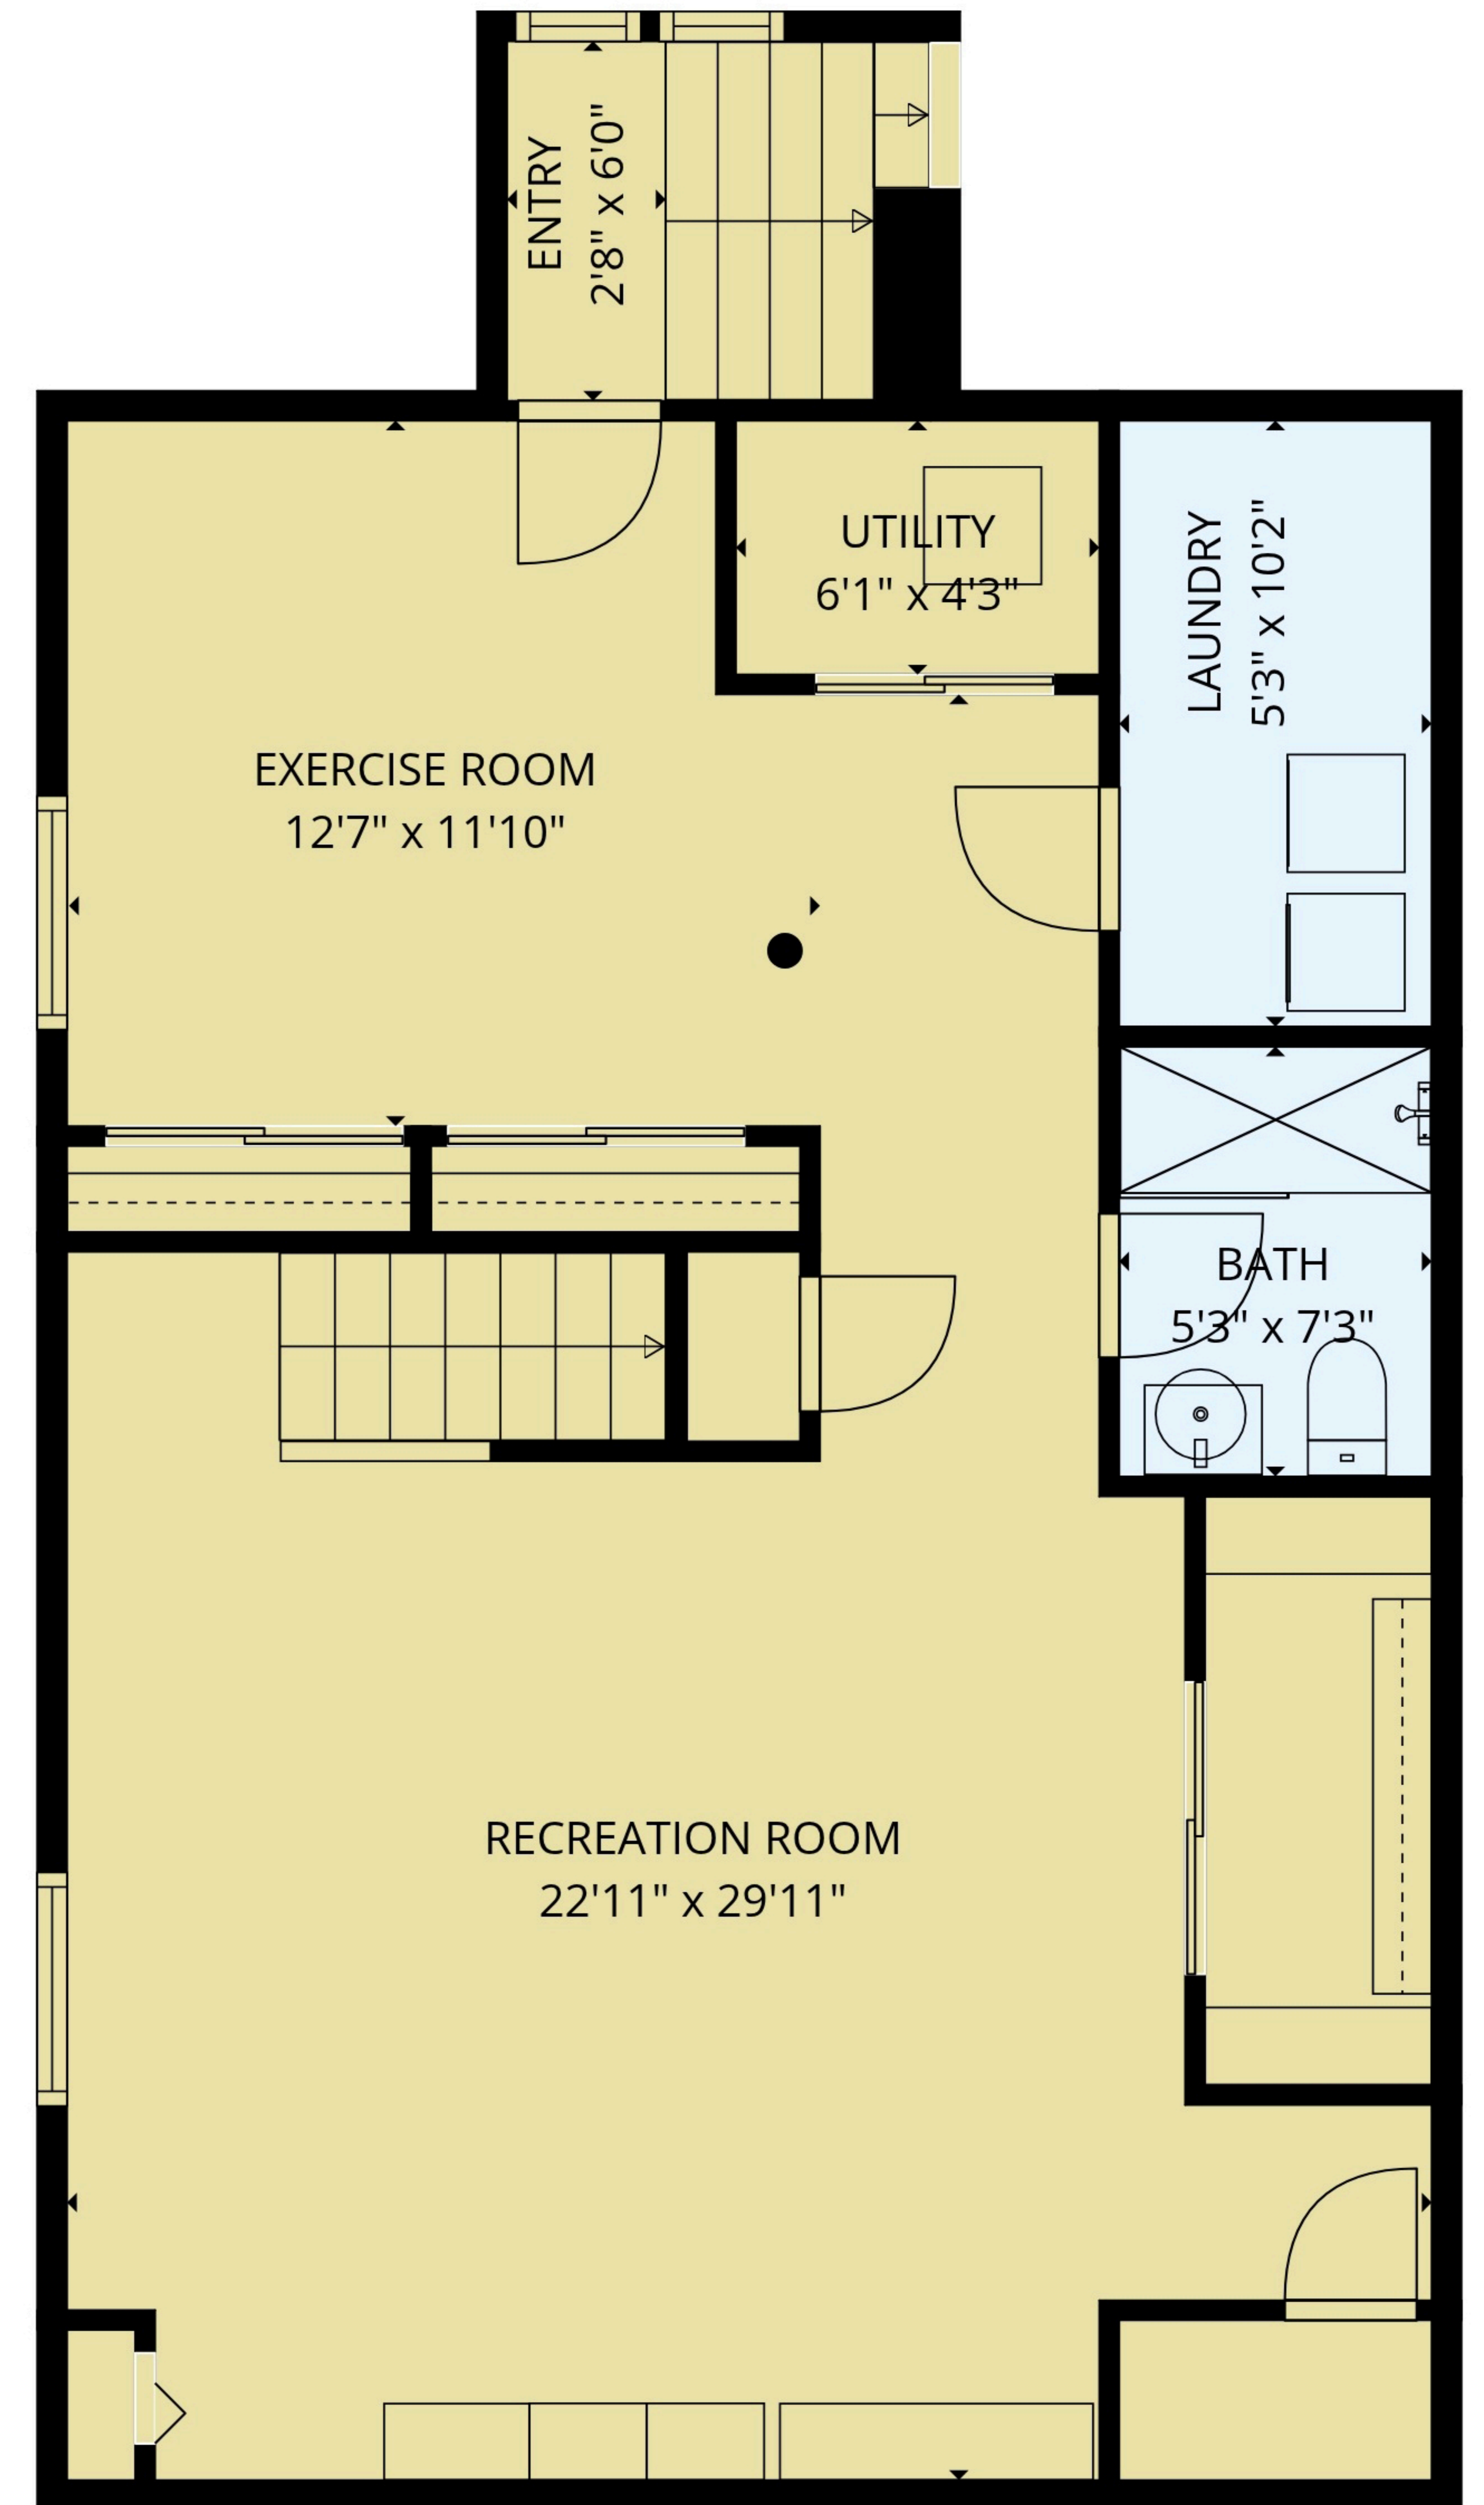 ENTRY
2'8" x 6'0"
UTILITY
6'1" x 4'3"
LAUNDRY
5'3" x 10'2"
EXERCISE ROOM
12'7" x 11'10"
BATH
5'3" x 7'3"
RECREATION ROOM
22'11" x 29'11"